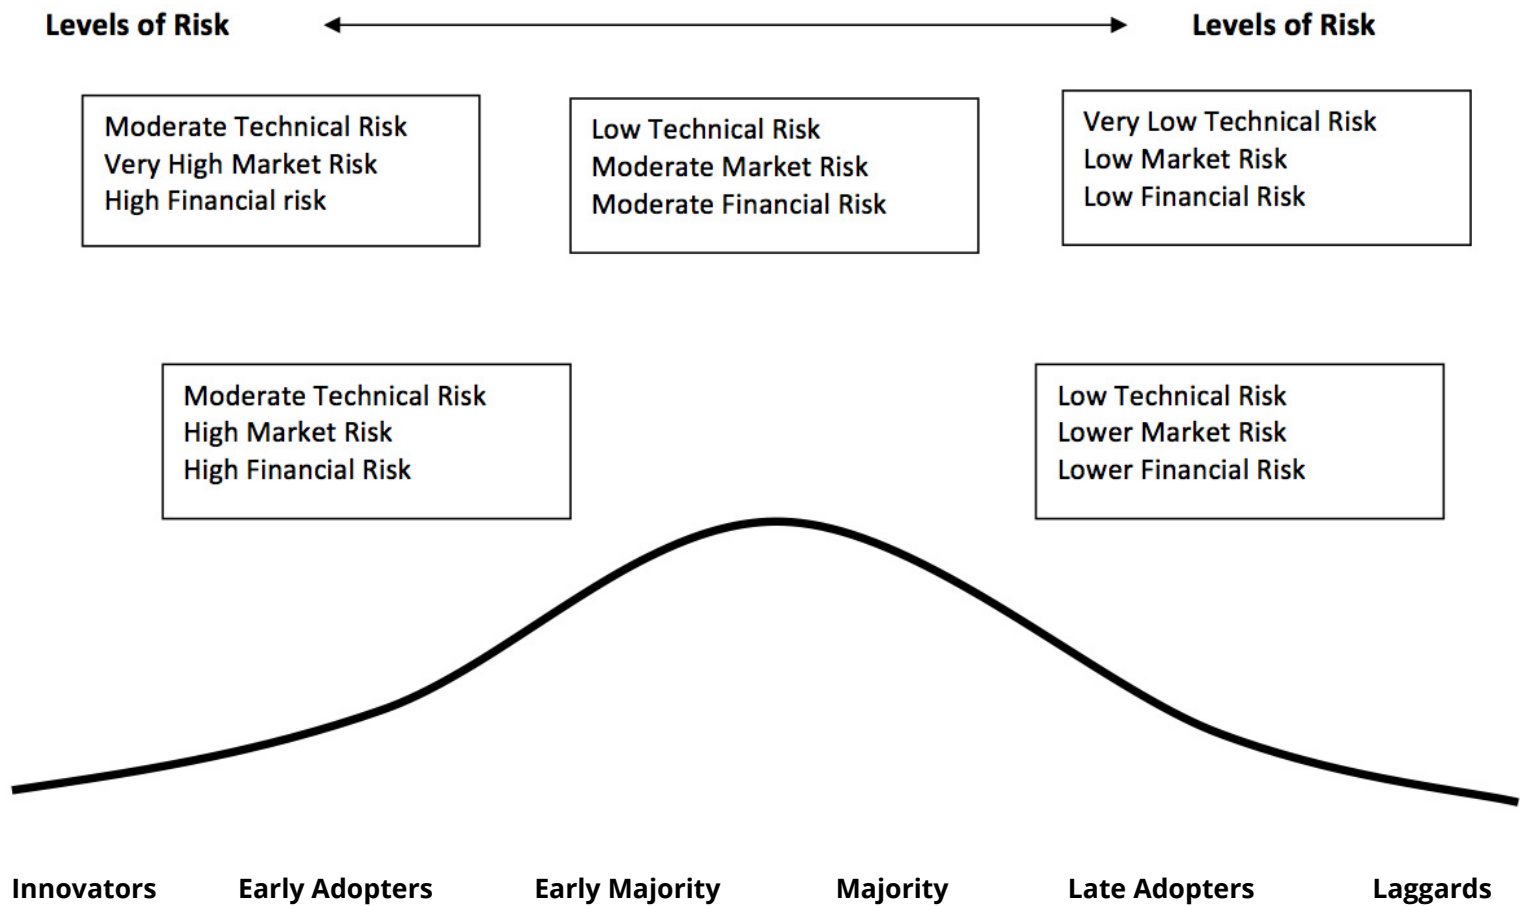 Levels of Risk
Levels of Risk
Moderate Technical Risk
Very High Market Risk
High Financial risk
Low Technical Risk
Moderate Market Risk
Moderate Financial Risk
Very Low Technical Risk
Low Market Risk
Low Financial Risk
Moderate Technical Risk
High Market Risk
High Financial Risk
Low Technical Risk
Lower Market Risk
Lower Financial Risk
Innovators
Early Adopters
Early Majority
Majority
Late Adopters
Laggards